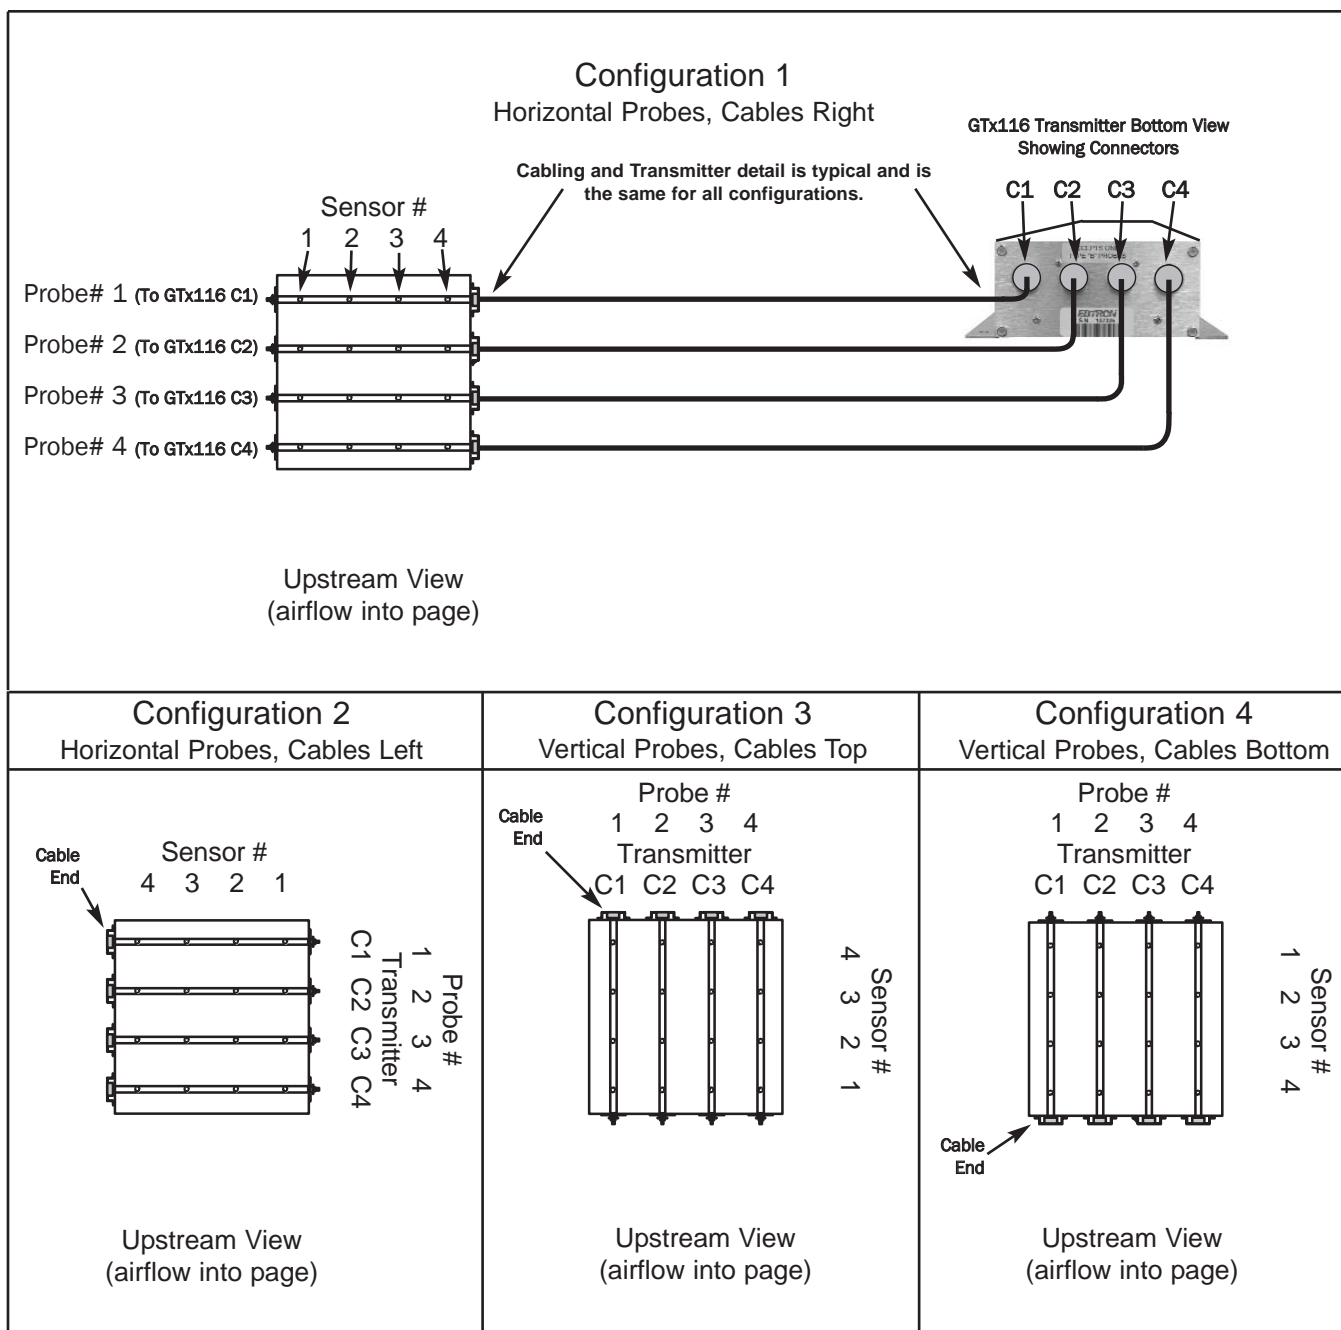 Configuration 1
Horizontal Probes, Cables Right
GTx116 Transmitter Bottom View
Showing Connectors
Cabling and Transmitter detail is typical and is
the same for all configurations.
C1 C2 C3 C4
Sensor #
1 2 3 4
Probe# 1 (To GTx116 C1)
Probe# 2 (To GTx116 C2)
Probe# 3 (To GTx116 C3)
Probe# 4 (To GTx116 C4)
EBTRON
Upstream View
(airflow into page)
Configuration 2
Horizontal Probes, Cables Left
Cable
End
Sensor #
4 3 2 1
Probe #
1 2 3 4
Transmitter
C1 C2 C3 C4
Upstream View
(airflow into page)
Configuration 3
Vertical Probes, Cables Top
Cable
End
Probe #
1 2 3 4
Transmitter
C1 C2 C3 C4
Sensor #
4 3 2 1
Upstream View
(airflow into page)
Configuration 4
Vertical Probes, Cables Bottom
Probe #
1 2 3 4
Transmitter
C1 C2 C3 C4
Sensor #
1 2 3 4
Cable
End
Upstream View
(airflow into page)